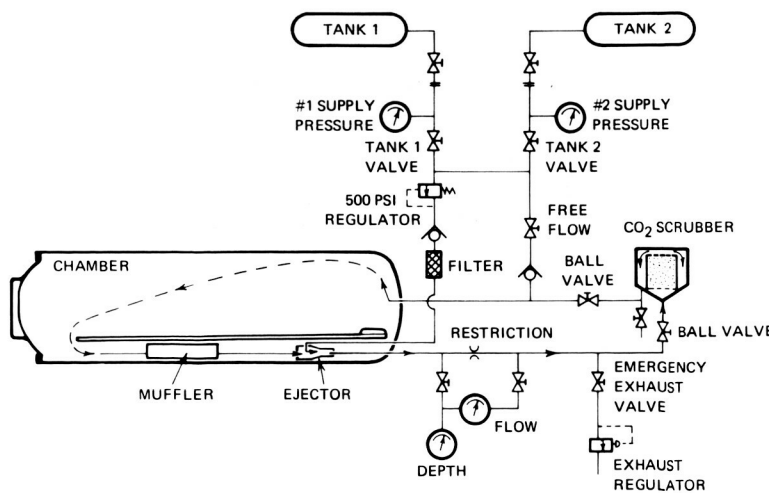 TANK 1
TANK 2
#1 SUPPLY
PRESSURE
#2 SUPPLY
PRESSURE
TANK 1
VALVE
TANK 2
VALVE
500 PSI
REGULATOR
FREE
FLOW
CO₂ SCRUBBER
CHAMBER
FILTER
BALL
VALVE
RESTRICTION
BALL VALVE
MUFFLER
EJECTOR
EMERGENCY
EXHAUST
VALVE
FLOW
DEPTH
EXHAUST
REGULATOR